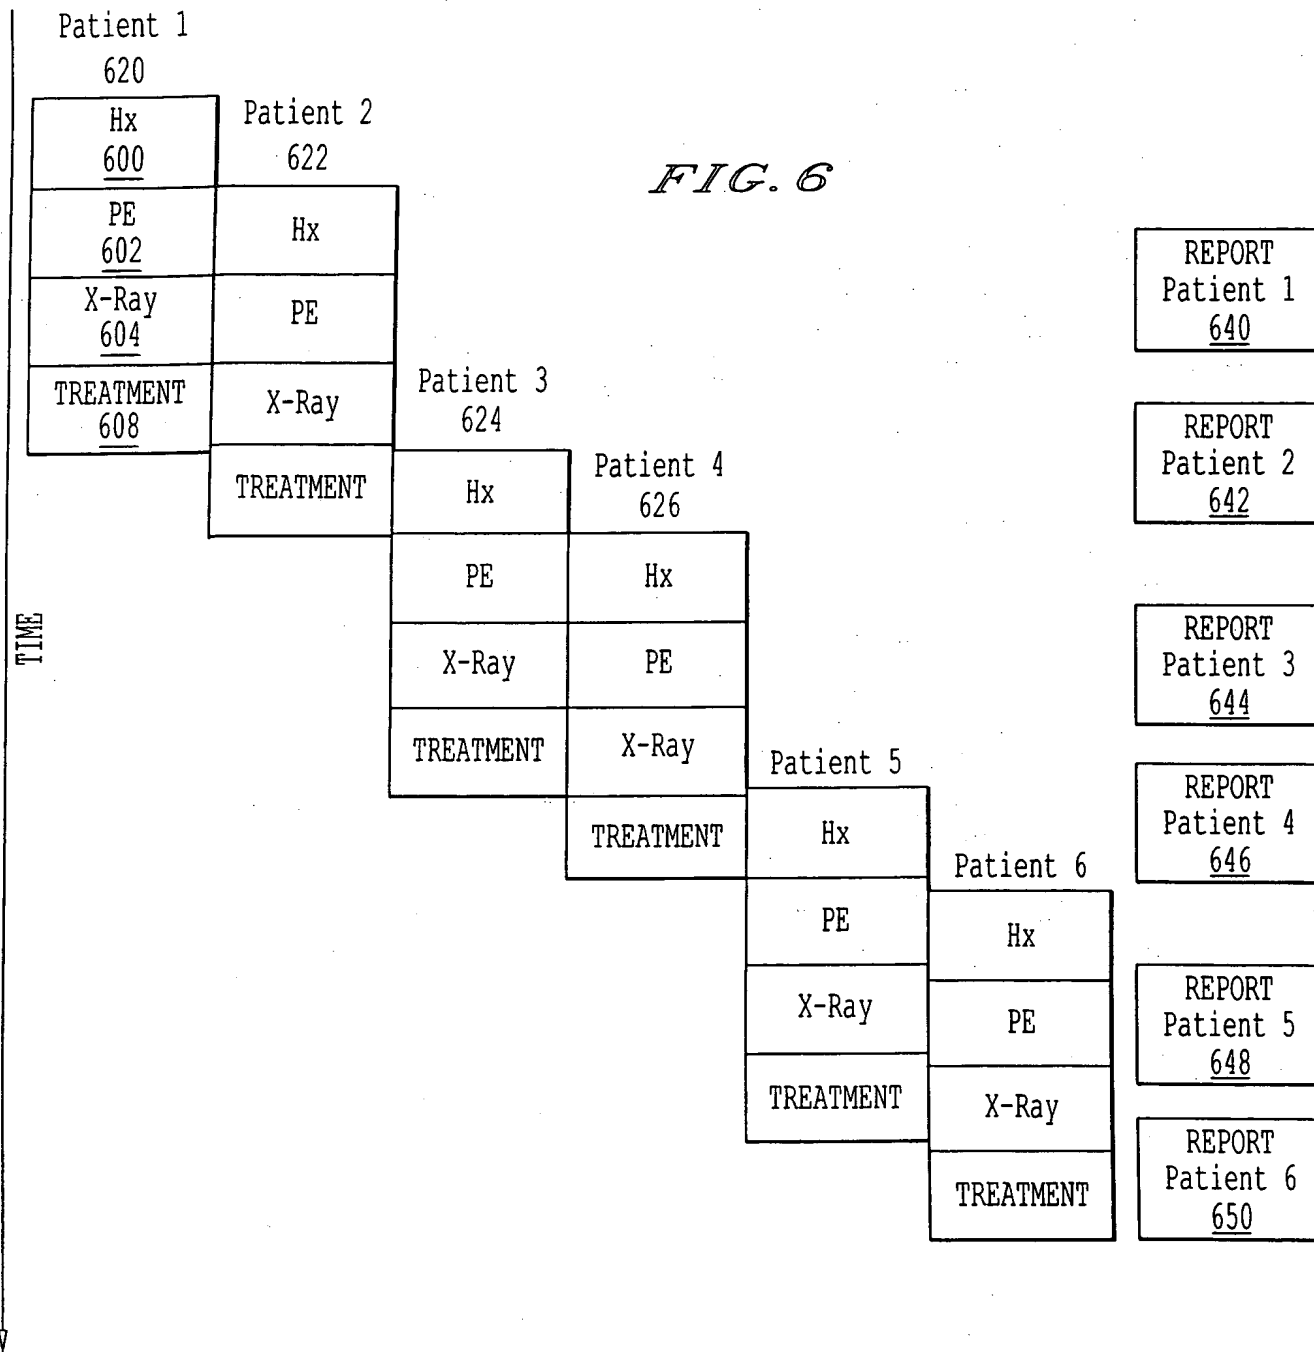 Patient 1
620
Hx
600
PE
602
X-Ray
604
TREATMENT
608
Patient 2
622
Hx
PE
X-Ray
TREATMENT
FIG. 6
Patient 3
624
Hx
PE
X-Ray
TREATMENT
Patient 4
626
Hx
PE
X-Ray
TREATMENT
Patient 5
Hx
PE
X-Ray
TREATMENT
Patient 6
Hx
PE
X-Ray
TREATMENT
REPORT
Patient 1
640
REPORT
Patient 2
642
REPORT
Patient 3
644
REPORT
Patient 4
646
REPORT
Patient 5
648
REPORT
Patient 6
650
TIME